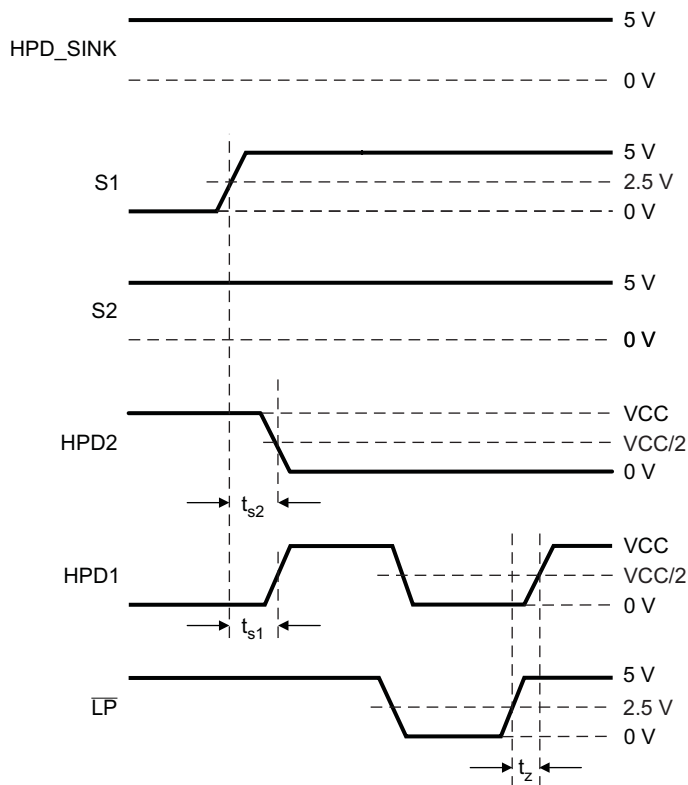 5 V
HPD_SINK
0 V
5 V
S1
2.5 V
0 V
5 V
S2
0 V
VCC
HPD2
VCC/2
0 V
ts2
VCC
HPD1
VCC/2
0 V
ts1
5 V
LP
2.5 V
0 V
tz